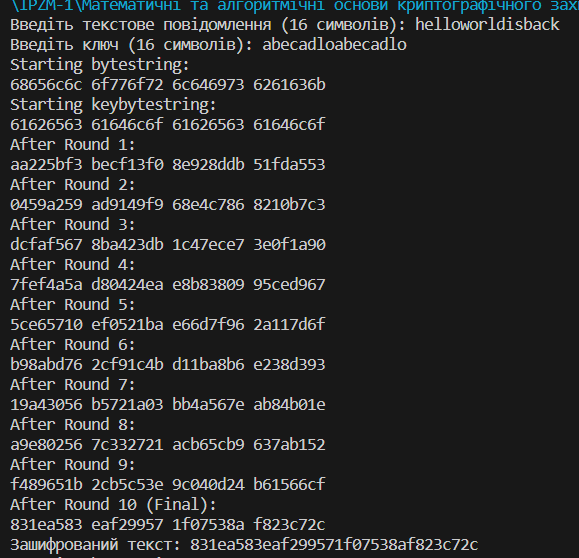 \ІРZМ-1\Математичні та алгоритмічні основи криптографічного зах
Введіть текстове повідомлення (16 символів): helloworldisback
Введіть ключ (16 символів): abecadloabecadlo
Starting bytestring:
68656c6c 6f776f72 6c646973 6261636b
Starting keybytestring:
61626563 61646c6f 61626563 61646c6f
After Round 1:
aa225bf3 becf13f0 8e928ddb 51fda553
After Round 2:
0459a259 ad9149f9 68e4c786 8210b7c3
After Round 3:
dcfaf567 8ba423db 1c47ece7 3e0f1a90
After Round 4:
7fef4a5a d80424ea e8b83809 95ced967
After Round 5:
5ce65710 ef0521ba e66d7f96 2a117d6f
After Round 6:
b98abd76 2cf91c4b d11ba8b6 e238d393
After Round 7:
19a43056 b5721a03 bb4a567e ab84b01e
After Round 8:
a9e80256 7c332721 acb65cb9 637ab152
After Round 9:
f489651b 2cb5c53e 9c040d24 b61566cf
After Round 10 (Final):
831ea583 eaf29957 1f07538a f823c72c
Зашифрований текст: 831ea583eaf299571f07538af823c72c